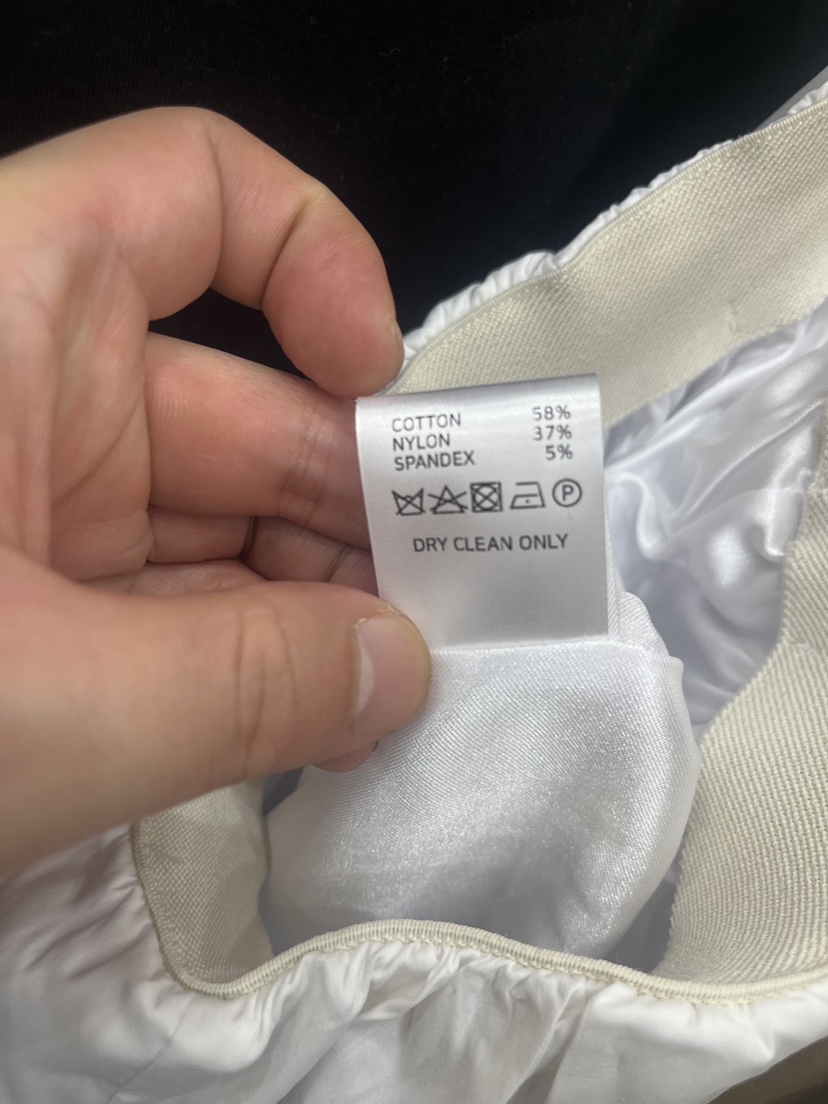 COTTON 58%
NYLON 37%
SPANDEX 5%
P
DRY CLEAN ONLY